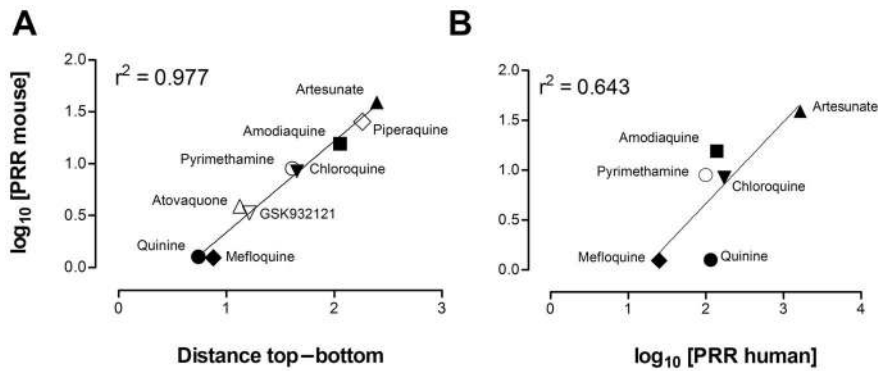 A
B
log10 [PRR mouse]
r2 = 0.977
2.0
1.5
1.0
0.5
0.0
Artesunate
Piperaquine
Amodiaquine
Pyrimethamine
Chloroquine
Atovaquone
GSK932121
Quinine
Mefloquine
0
1
2
3
Distance top-bottom
r2 = 0.643
2.0
1.5
1.0
0.5
0.0
Artesunate
Amodiaquine
Pyrimethamine
Chloroquine
Mefloquine
Quinine
0
1
2
3
4
log10 [PRR human]